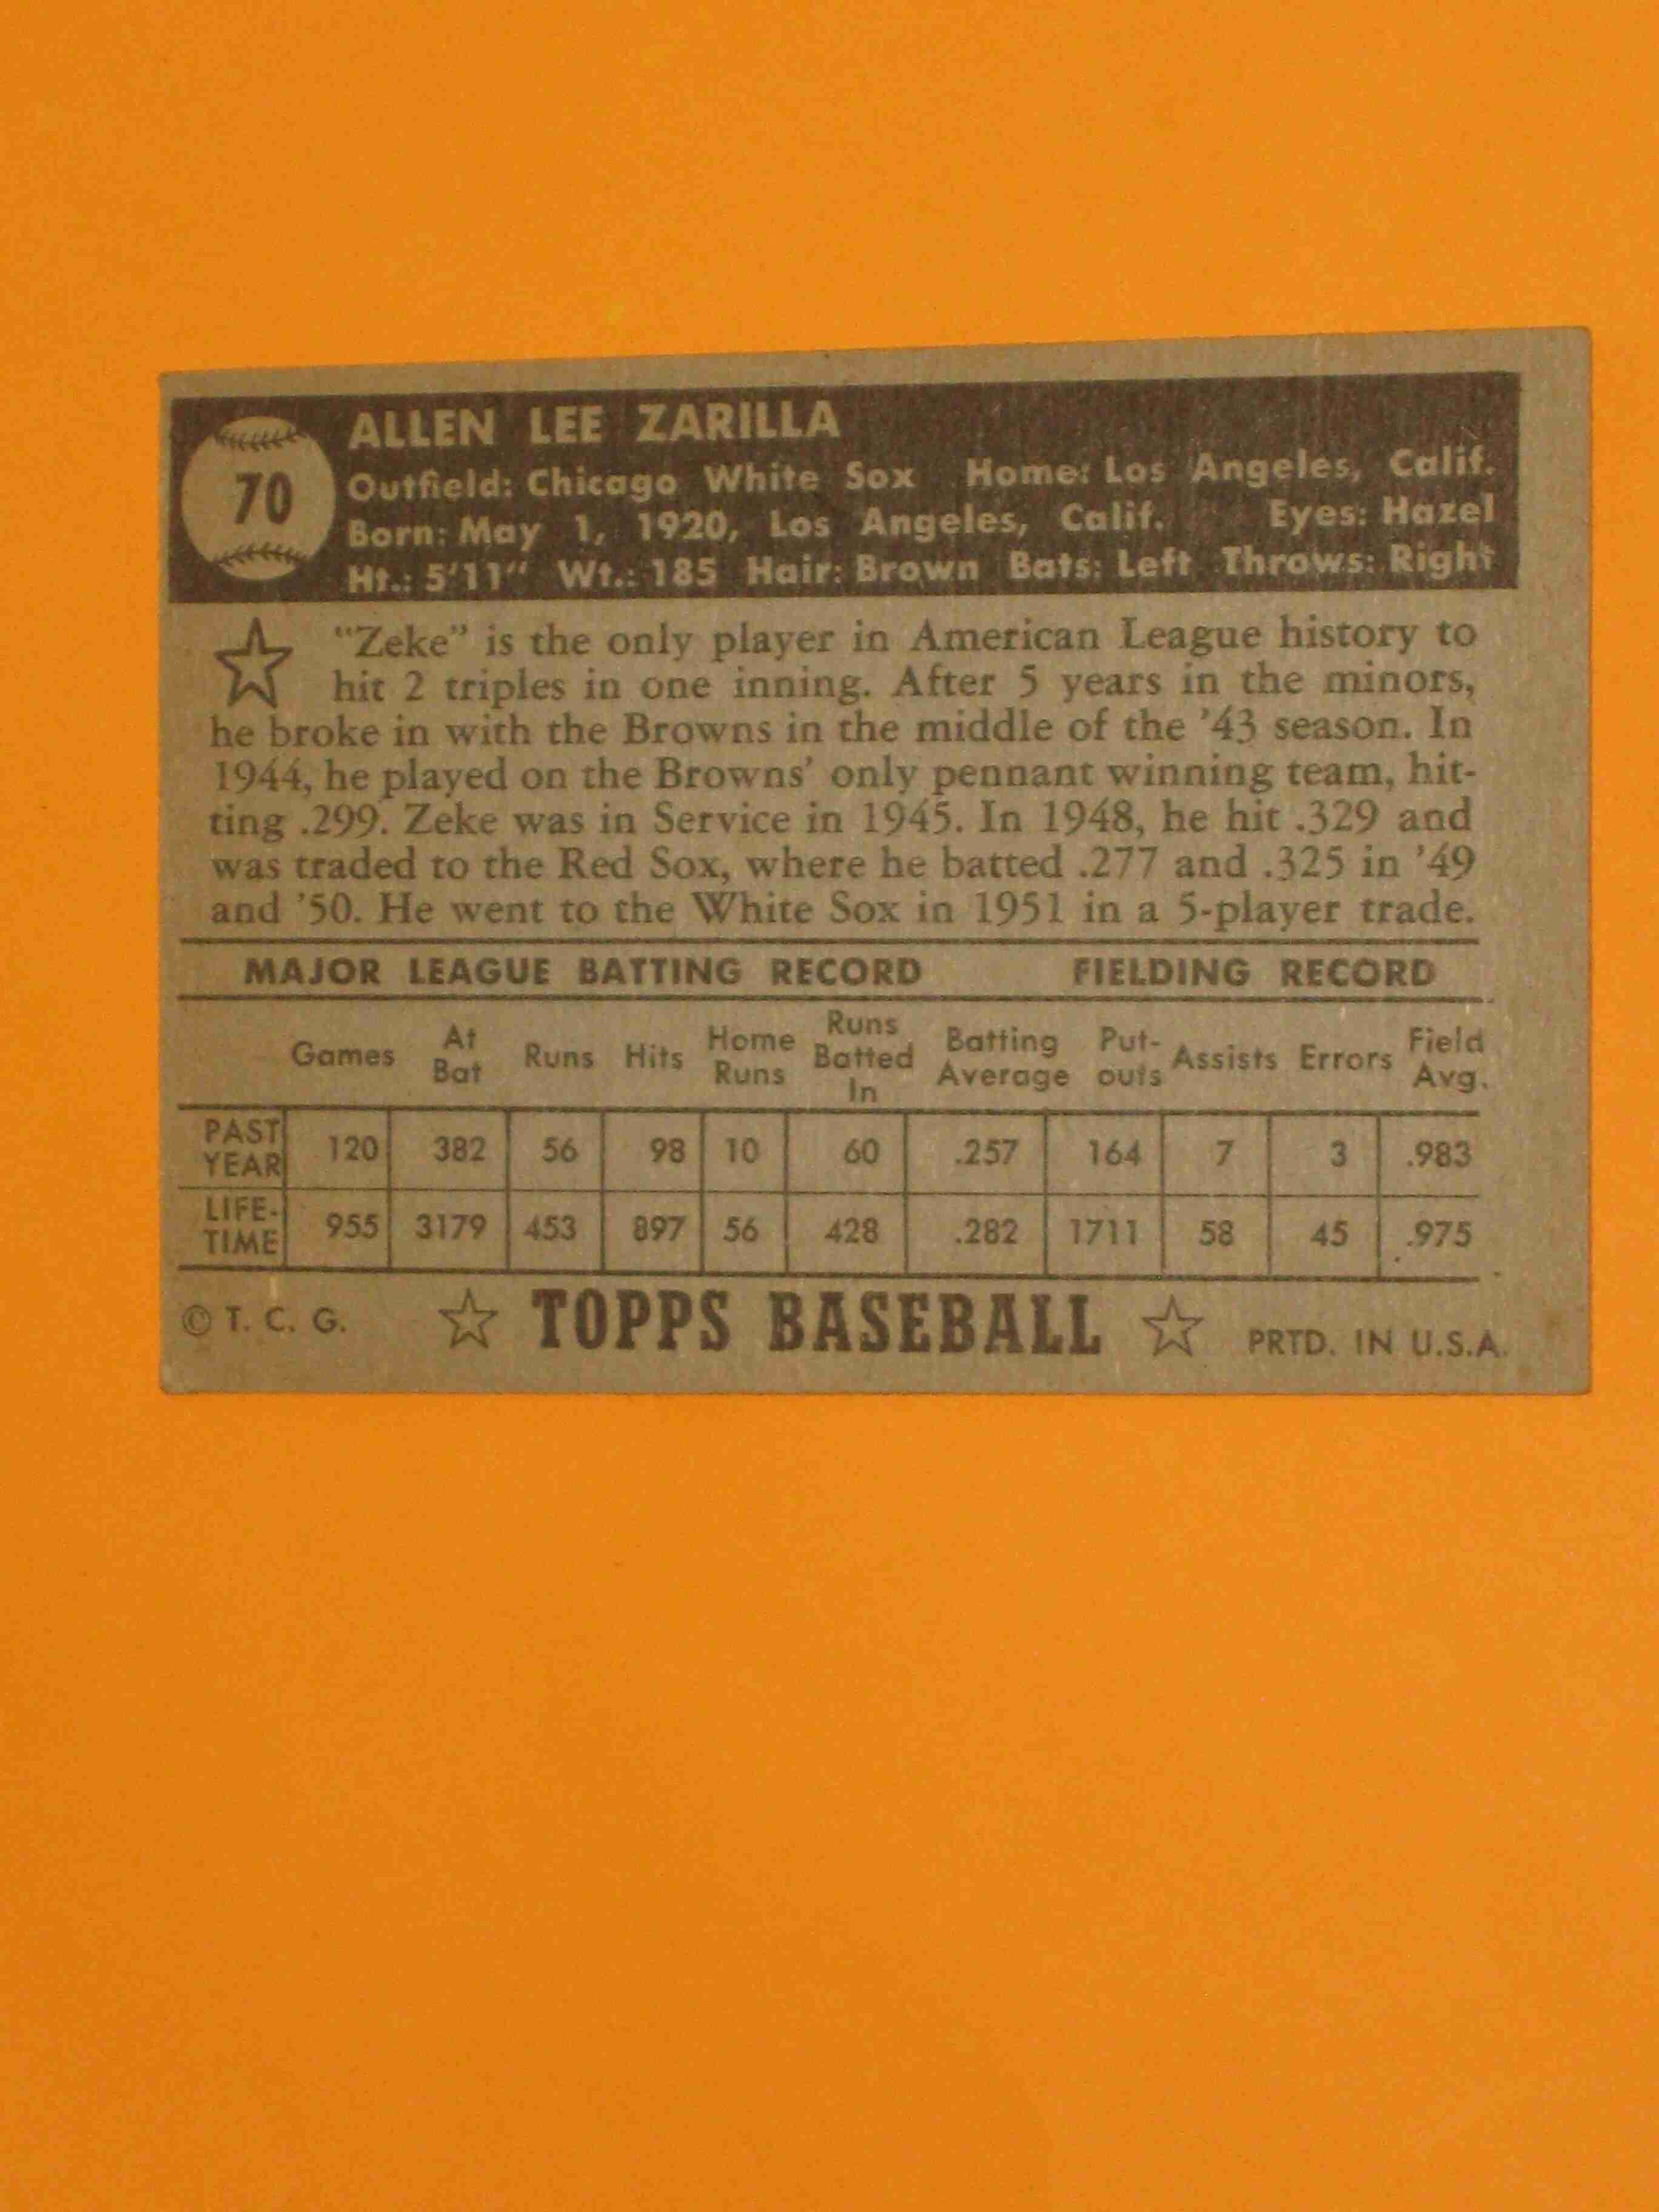 70
ALLEN LEE ZARILLA
Outfield: Chicago White Sox Home: Los Angeles, Calif.
Born: May 1, 1920, Los Angeles, Calif. Eyes: Hazel
Ht.: 5'11" Wt.: 185 Hair: Brown Bats: Left Throws: Right
"Zeke" is the only player in American League history to
hit 2 triples in one inning. After 5 years in the minors,
he broke in with the Browns in the middle of the '43 season. In
1944, he played on the Browns' only pennant winning team, hit-
ting .299. Zeke was in Service in 1945. In 1948, he hit .329 and
was traded to the Red Sox, where he batted .277 and .325 in '49
and '50. He went to the White Sox in 1951 in a 5-player trade.
MAJOR LEAGUE BATTING RECORD FIELDING RECORD
Games At Bat Runs Hits Home Runs Runs Batted In Batting Average Put-outs Assists Errors Field Avg.
PAST YEAR 120 382 56 98 10 60 .257 164 7 3 .983
LIFE-TIME 955 3179 453 897 56 428 .282 1711 58 45 .975
© T. C. G. TOPPS BASEBALL PRTD. IN U.S.A.